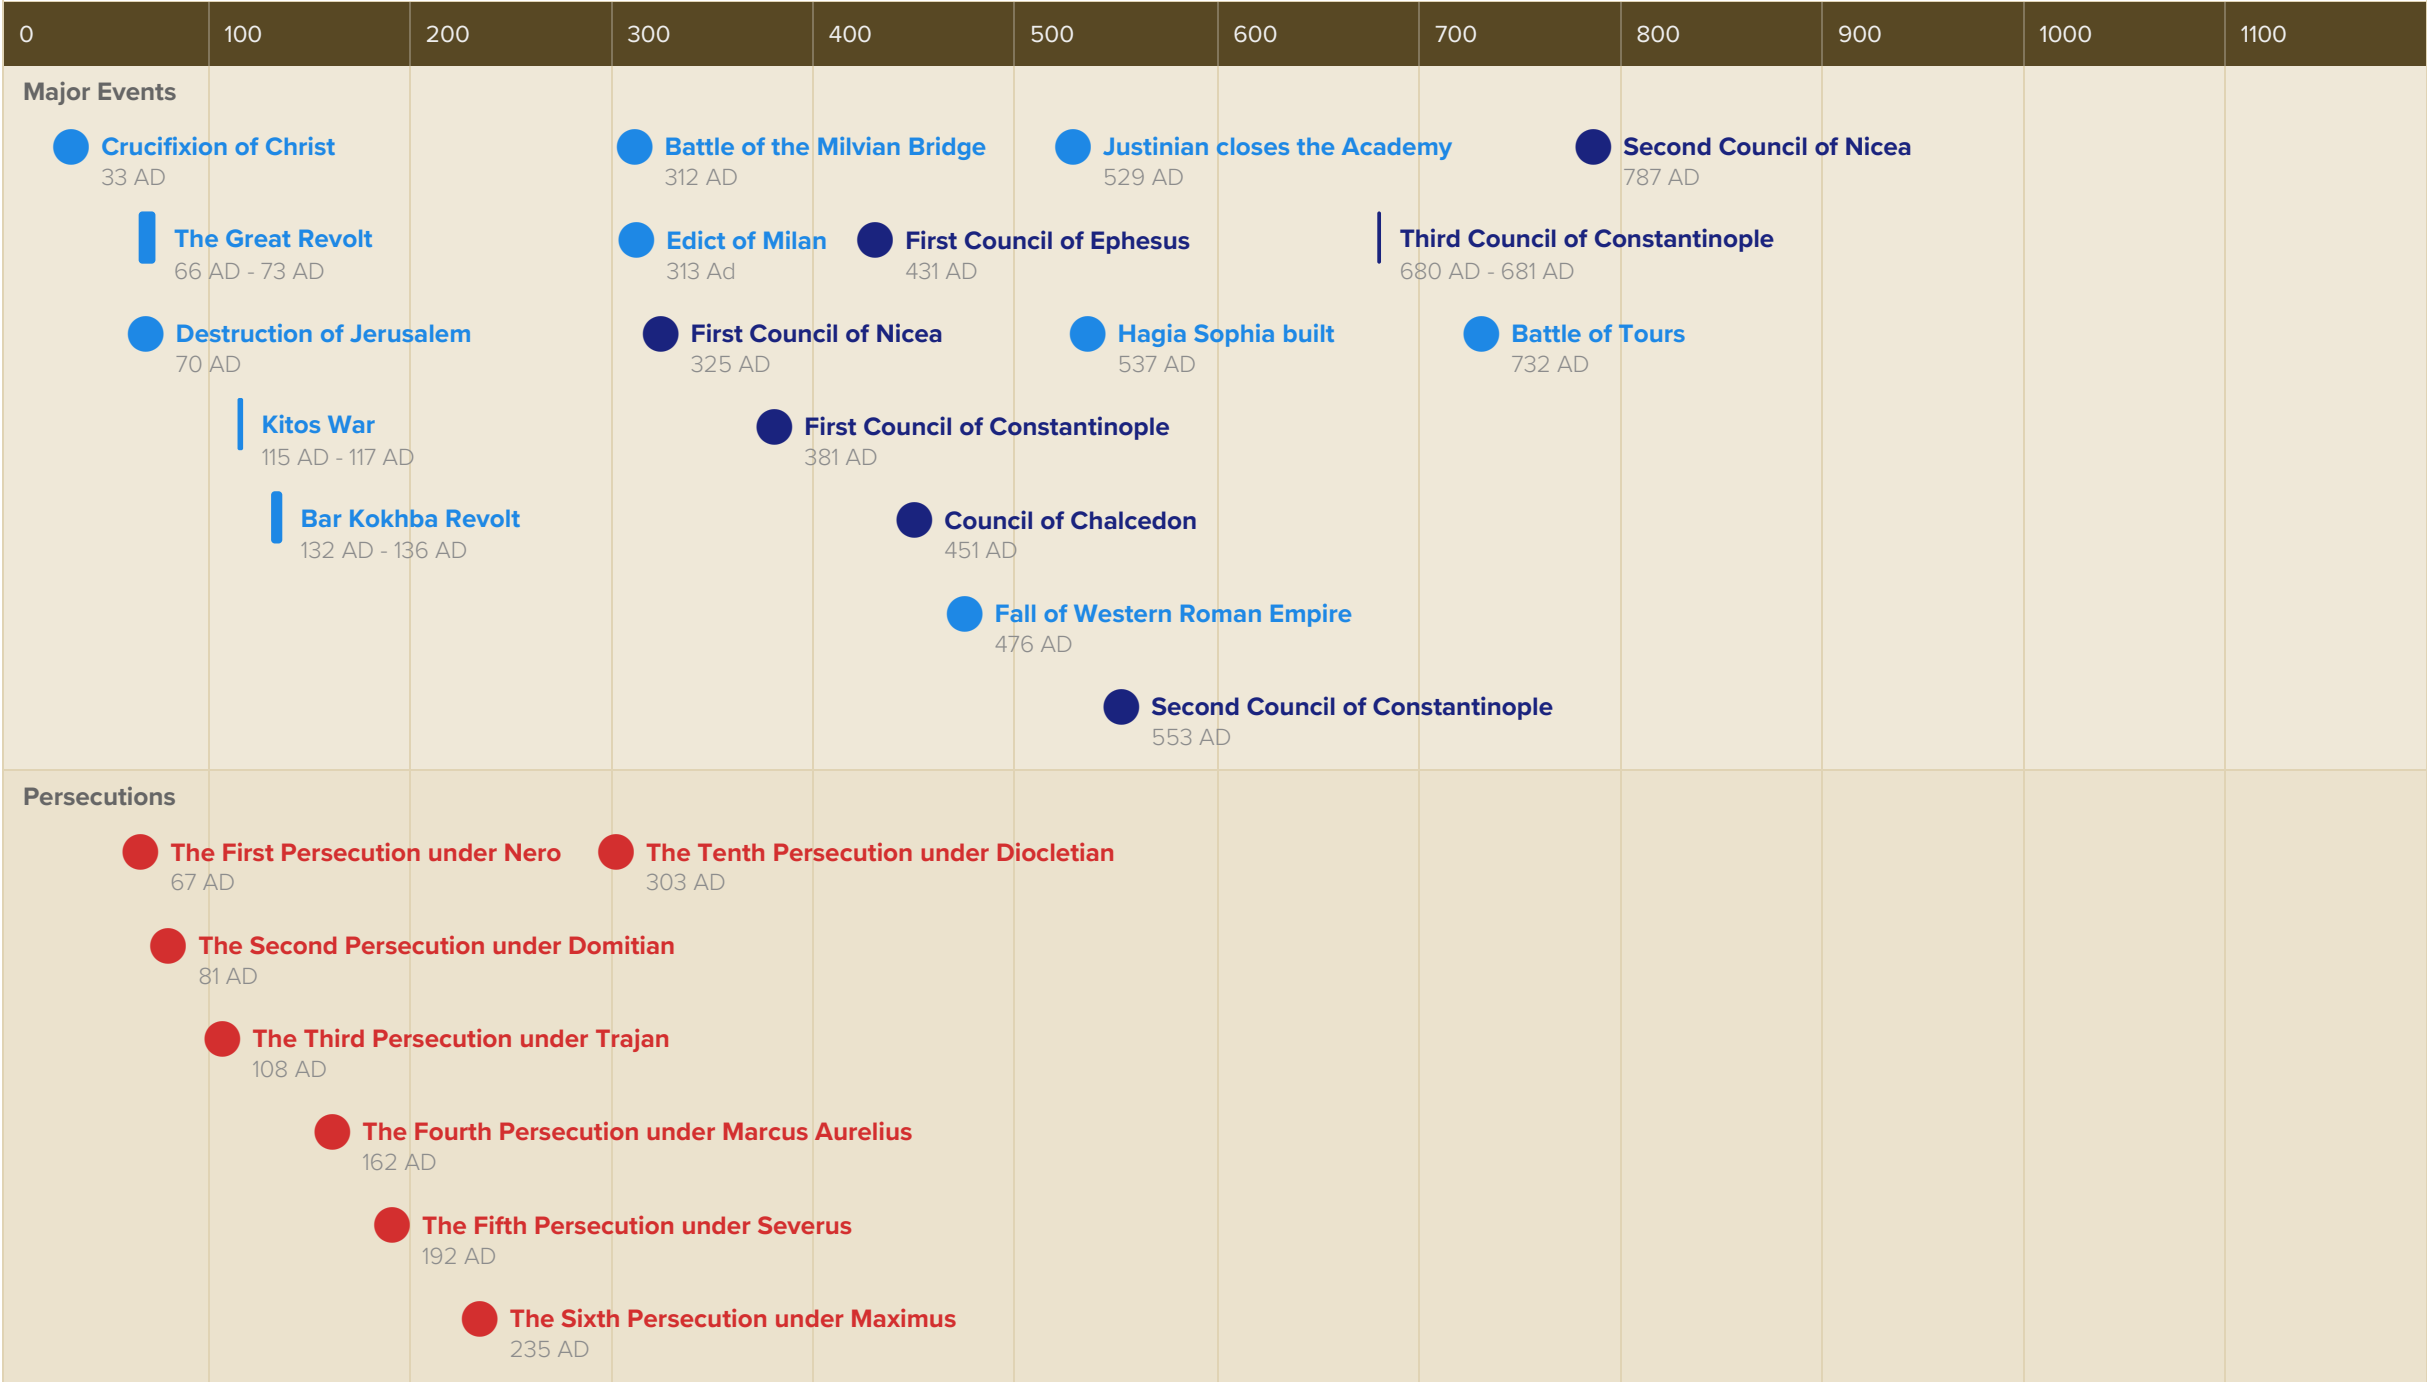 0 100 200 300 400 500 600 700 800 900 1000 1100
Major Events
Crucifixion of Christ
33 AD
Battle of the Milvian Bridge
312 AD
Justinian closes the Academy
529 AD
Second Council of Nicea
787 AD
The Great Revolt
66 AD - 73 AD
Edict of Milan
313 Ad
First Council of Ephesus
431 AD
Third Council of Constantinople
680 AD - 681 AD
Destruction of Jerusalem
70 AD
First Council of Nicea
325 AD
Hagia Sophia built
537 AD
Battle of Tours
732 AD
Kitos War
115 AD - 117 AD
First Council of Constantinople
381 AD
Bar Kokhba Revolt
132 AD - 136 AD
Council of Chalcedon
451 AD
Fall of Western Roman Empire
476 AD
Second Council of Constantinople
553 AD
Persecutions
The First Persecution under Nero
67 AD
The Tenth Persecution under Diocletian
303 AD
The Second Persecution under Domitian
81 AD
The Third Persecution under Trajan
108 AD
The Fourth Persecution under Marcus Aurelius
162 AD
The Fifth Persecution under Severus
192 AD
The Sixth Persecution under Maximus
235 AD